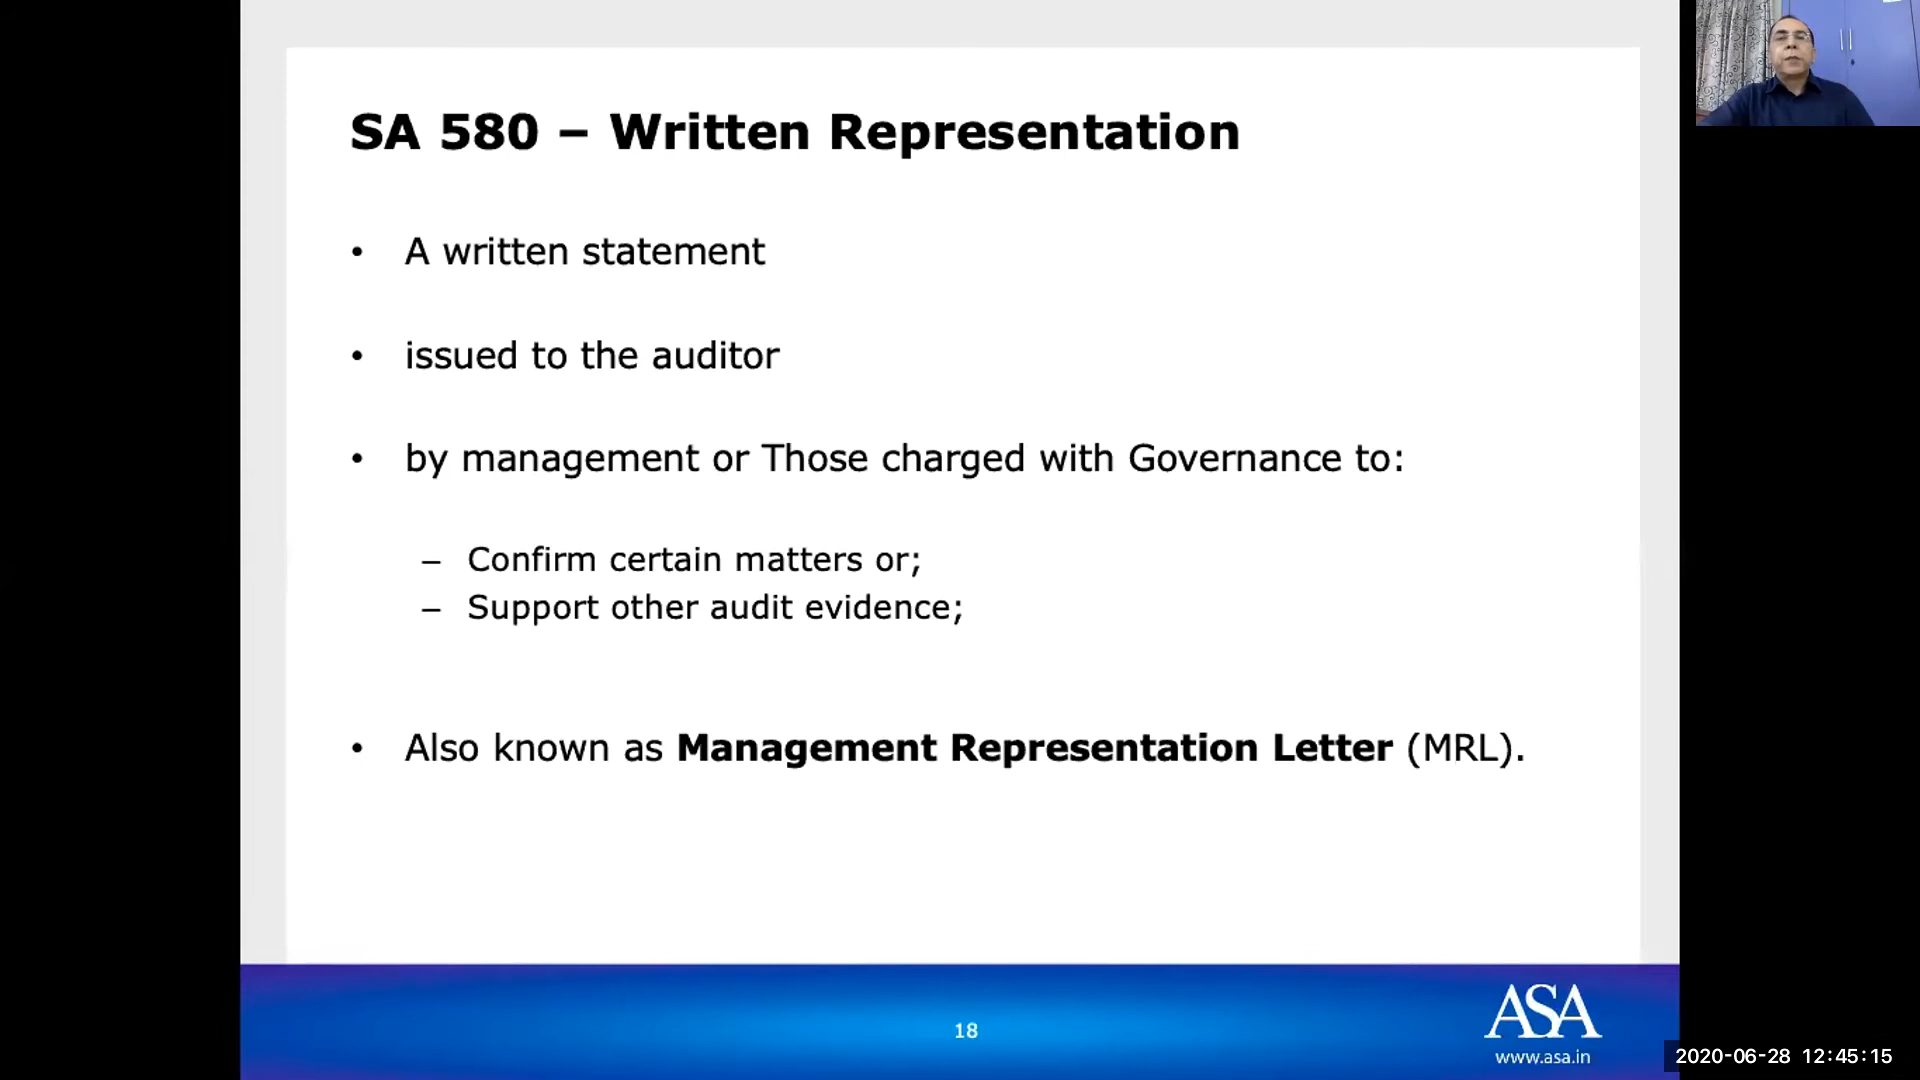 SA 580 – Written Representation
• A written statement
• issued to the auditor
• by management or Those charged with Governance to:
– Confirm certain matters or;
– Support other audit evidence;
• Also known as Management Representation Letter (MRL).
18
ASA
www.asa.in
2020-06-28 12:45:15